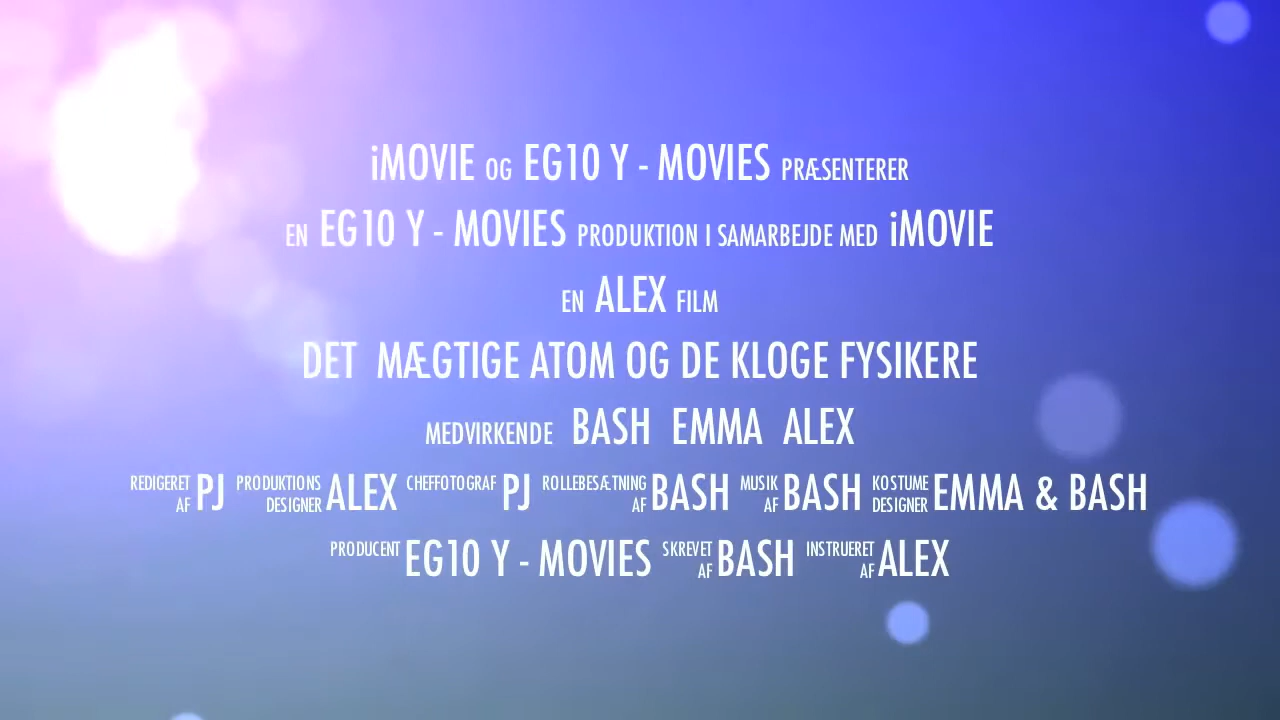 iMOVIE OG EG10 Y - MOVIES PRÆSENTERER
EN EG10 Y - MOVIES PRODUKTION I SAMARBEJDE MED iMOVIE
EN ALEX FILM
DET MÆGTIGE ATOM OG DE KLOGE FYSIKERE
MEDVIRKENDE BASH EMMA ALEX
REDIGERET AF PJ PRODUKTIONS DESIGNER ALEX CHEFFOTOGRAF PJ ROLLEBESÆTNING AF BASH MUSIK AF BASH KOSTUME DESIGNER EMMA & BASH
PRODUCENT EG10 Y - MOVIES SKREVET AF BASH INSTRUERET AF ALEX